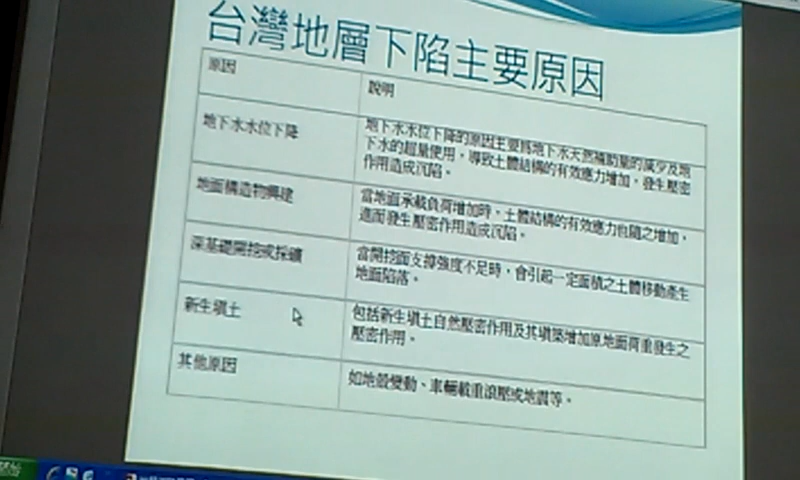 台灣地層下陷主要原因
原因
說明
地下水水位下降
地下水水位下降的原因主要為地下水天然補助量的減少及地
下水的超量使用，導致土體結構的有效應力增加，發生壓密
作用造成沉陷。
地面構造物興建
當地面承載負荷增加時，土體結構的有效應力也隨之增加，
進而發生壓密作用造成沉陷。
深基礎開挖或採礦
當開挖面支撐強度不足時，會引起一定面積之土體移動產生
地面陷落。
新生填土
包括新生填土自然壓密作用及其填築增加原地面荷重發生之
壓密作用。
其他原因
如地殼變動、車輛載重滾壓或地震等。
開始